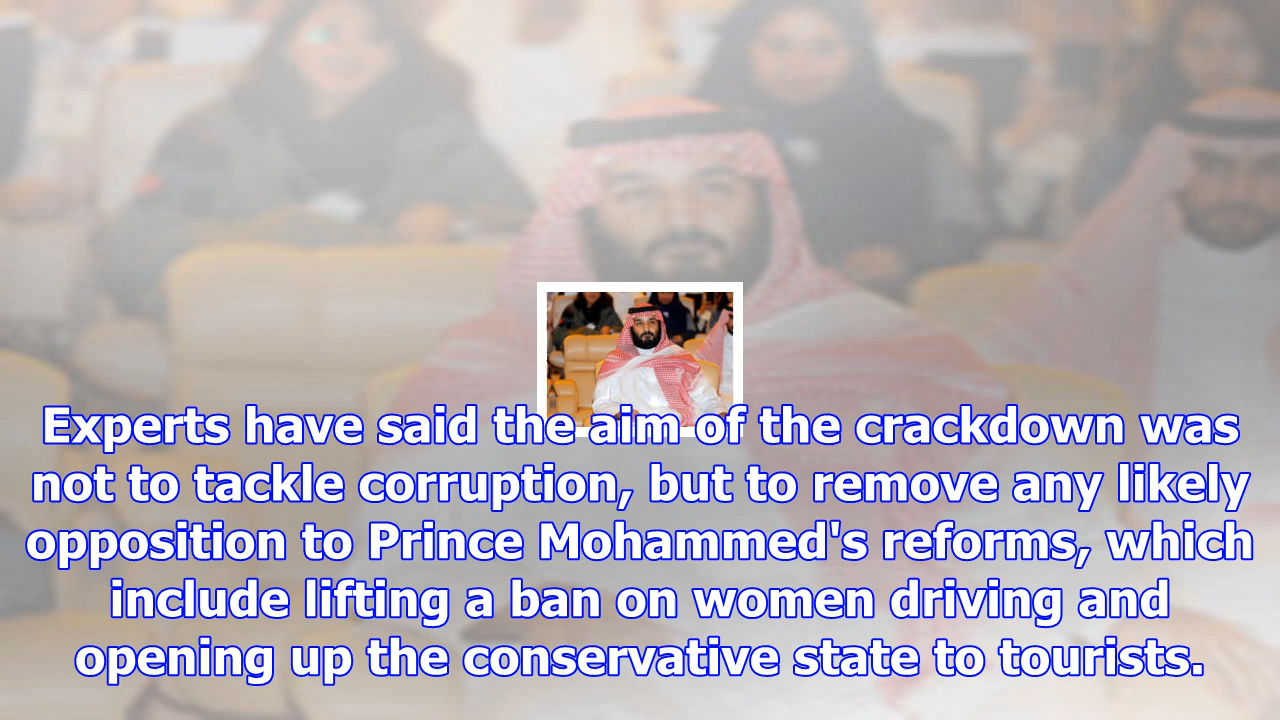 Experts have said the aim of the crackdown was
not to tackle corruption, but to remove any likely
opposition to Prince Mohammed's reforms, which
include lifting a ban on women driving and
opening up the conservative state to tourists.